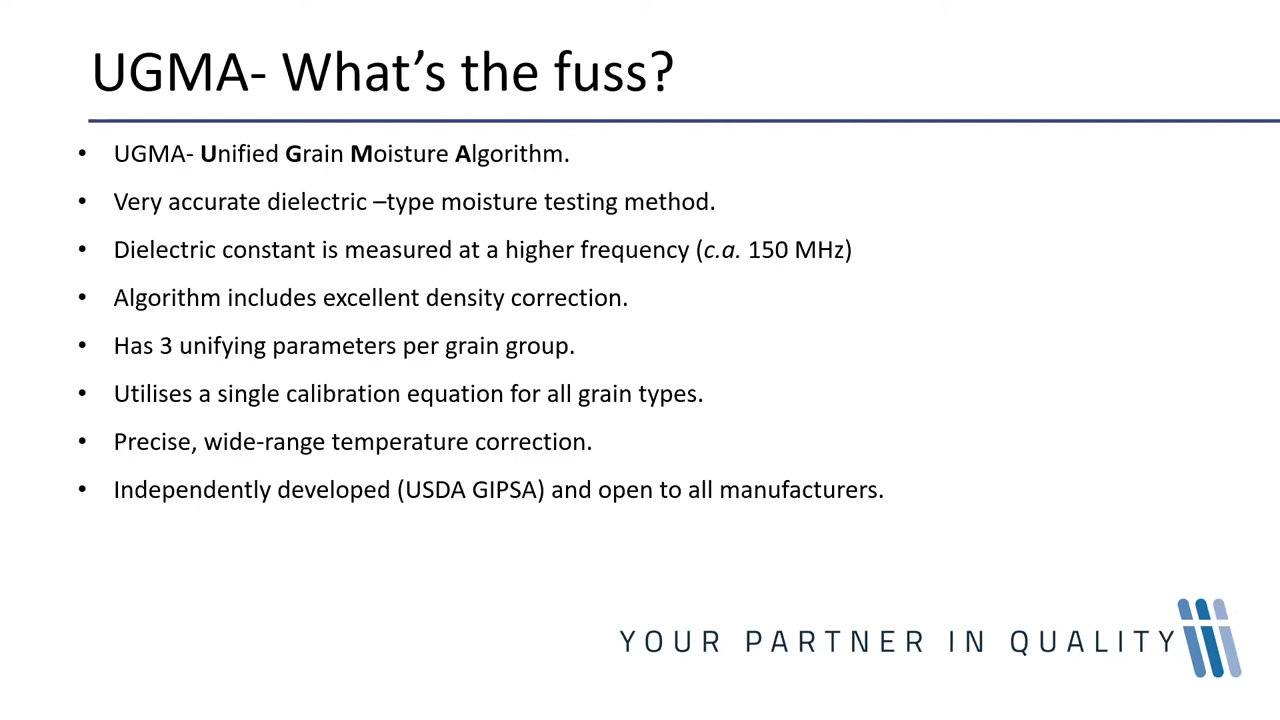 UGMA- What's the fuss?
• UGMA- Unified Grain Moisture Algorithm.
• Very accurate dielectric –type moisture testing method.
• Dielectric constant is measured at a higher frequency (c.a. 150 MHz)
• Algorithm includes excellent density correction.
• Has 3 unifying parameters per grain group.
• Utilises a single calibration equation for all grain types.
• Precise, wide-range temperature correction.
• Independently developed (USDA GIPSA) and open to all manufacturers.
YOUR PARTNER IN QUALITY